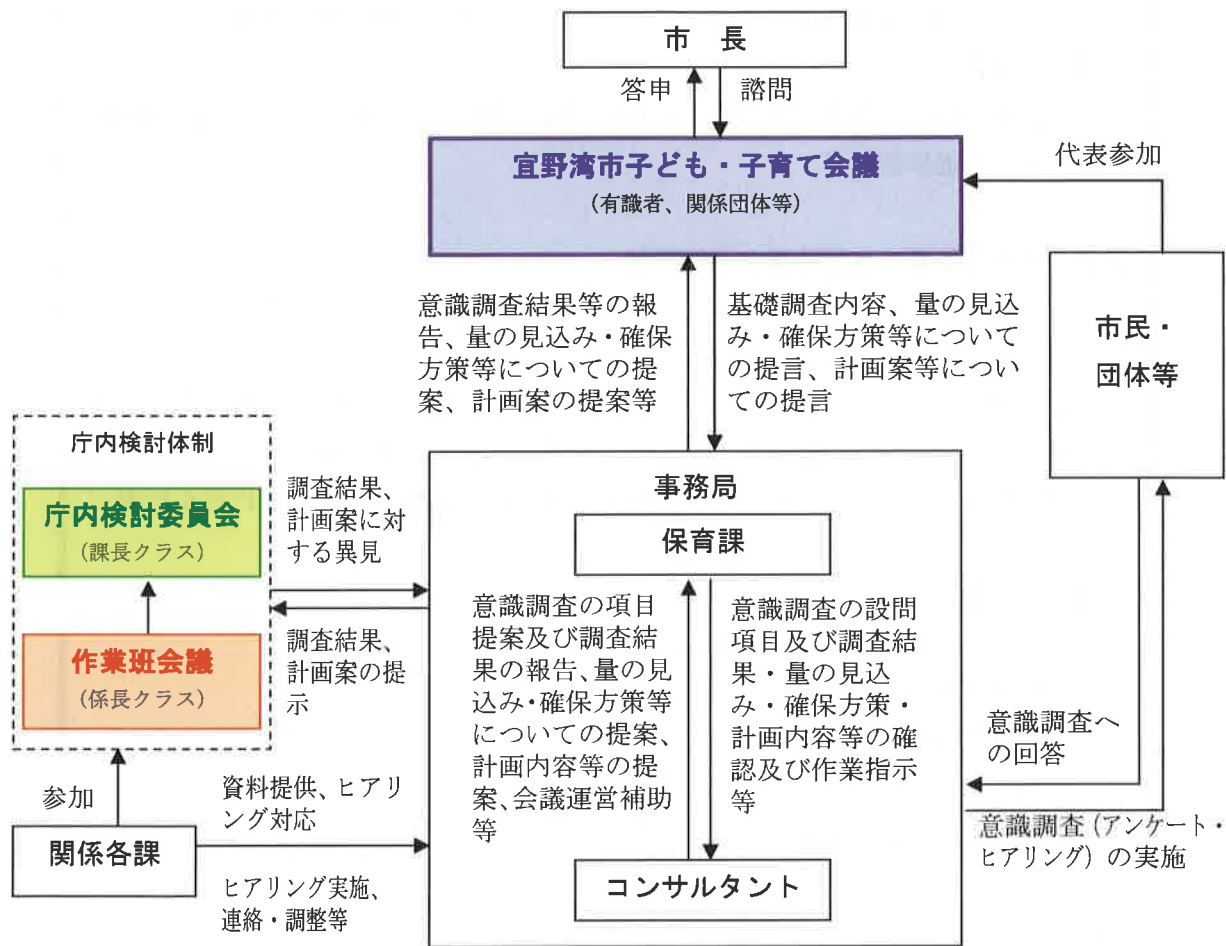 市 長
答申
諮問
宜野湾市子ども・子育て会議
(有識者、関係団体等)
代表参加
意識調査結果等の報
告、量の見込み・確保
方策等についての提
案、計画案の提案等
基礎調査内容、量の見込
み・確保方策等について
の提言、計画案等につい
ての提言
市民・
団体等
庁内検討体制
庁内検討委員会
(課長クラス)
作業班会議
(係長クラス)
調査結果、
計画案に対
する異見
調査結果、
計画案の提
示
事務局
保育課
意識調査の項目
提案及び調査結
果の報告、量の見
込み・確保方策等
についての提案、
計画内容等の提
案、会議運営補助
等
意識調査の設問
項目及び調査結
果・量の見込
み・確保方策・
計画内容等の確
認及び作業指示
等
コンサルタント
意識調査へ
の回答
意識調査(アンケート・
ヒアリング)の実施
参加
関係各課
資料提供、ヒアリ
ング対応
ヒアリング実施、
連絡・調整等